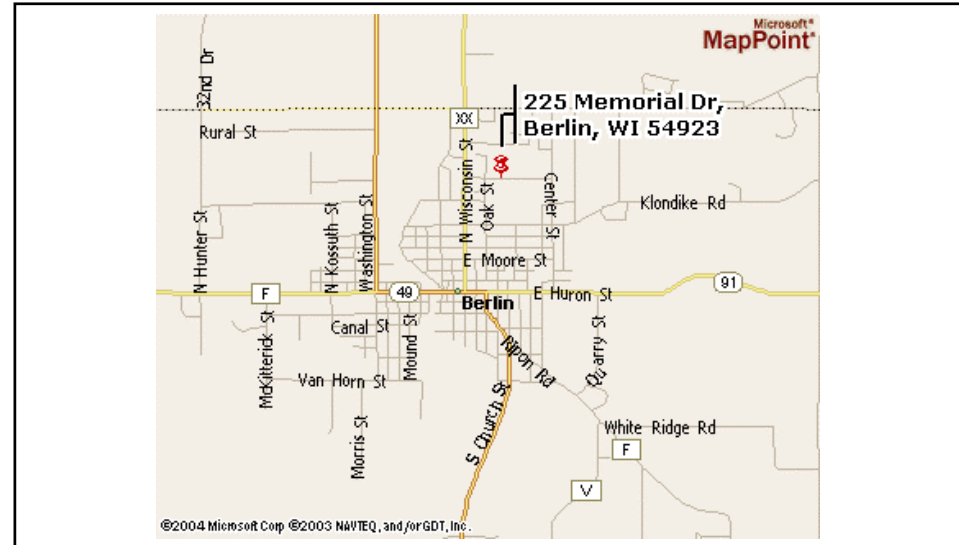 Microsoft®
MapPoint®
32nd Dr
225 Memorial Dr,
Berlin, WI 54923
XX
Rural St
N Wisconsin St
Oak St
Center St
Klondike Rd
N Hunter St
N Kossuth St
Washington St
E Moore St
F
49
Berlin
E Huron St
91
McKitterick St
Canal St
Mound St
Ripon Rd
Quarry St
Van Horn St
Morris St
S Church St
White Ridge Rd
F
V
©2004 Microsoft Corp ©2003 NAVTEQ, and/or GDT, Inc.